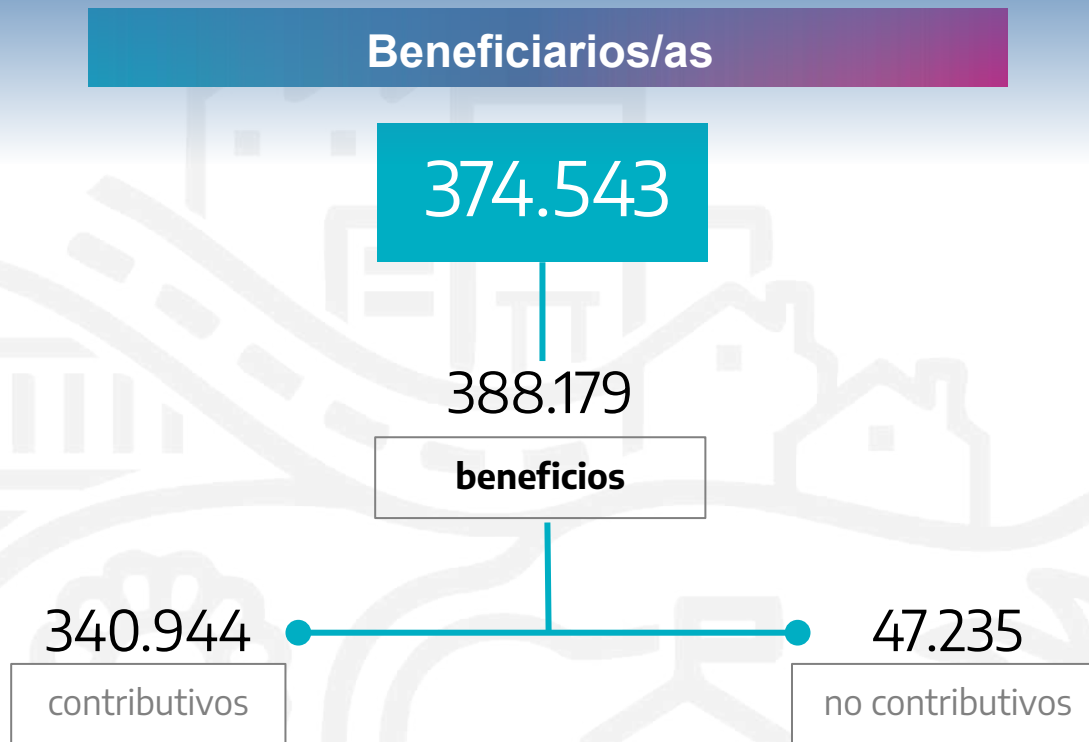 Beneficiarios/as
374.543
388.179
beneficios
340.944
contributivos
47.235
no contributivos